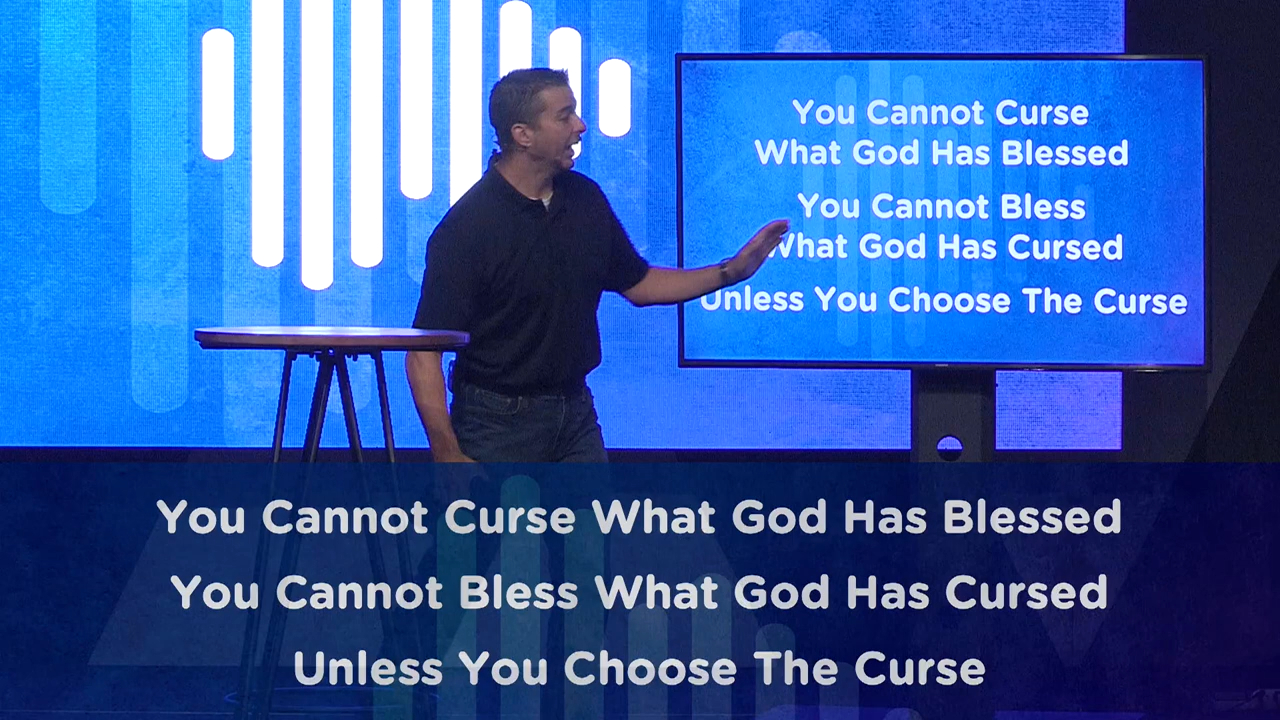 You Cannot Curse
What God Has Blessed
You Cannot Bless
What God Has Cursed
Unless You Choose The Curse
You Cannot Curse What God Has Blessed
You Cannot Bless What God Has Cursed
Unless You Choose The Curse